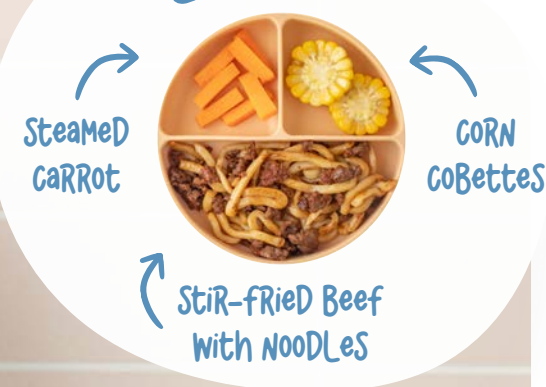 Steamed
Carrot
Corn
Cobettes
Stir-fried Beef
with Noodles